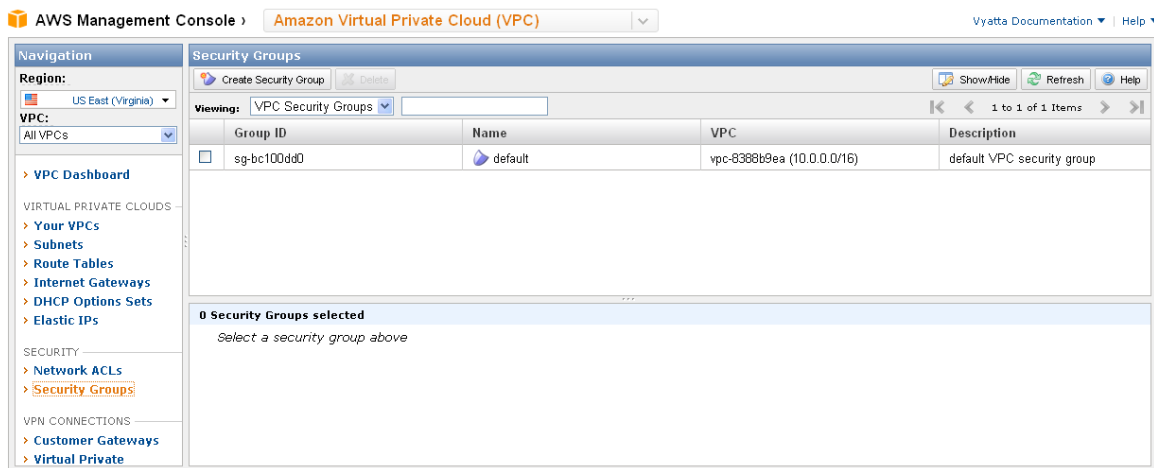 AWS Management Console › Amazon Virtual Private Cloud (VPC) Vyatta Documentation Help
Navigation
Region:
US East (Virginia)
VPC:
All VPCs
VPC Dashboard
VIRTUAL PRIVATE CLOUDS
Your VPCs
Subnets
Route Tables
Internet Gateways
DHCP Options Sets
Elastic IPs
SECURITY
Network ACLs
Security Groups
VPN CONNECTIONS
Customer Gateways
Virtual Private
Security Groups
Create Security Group Delete Show/Hide Refresh Help
Viewing: VPC Security Groups 1 to 1 of 1 Items
Group ID Name VPC Description
sg-bc100dd0 default vpc-8388b9ea (10.0.0.0/16) default VPC security group
0 Security Groups selected
Select a security group above